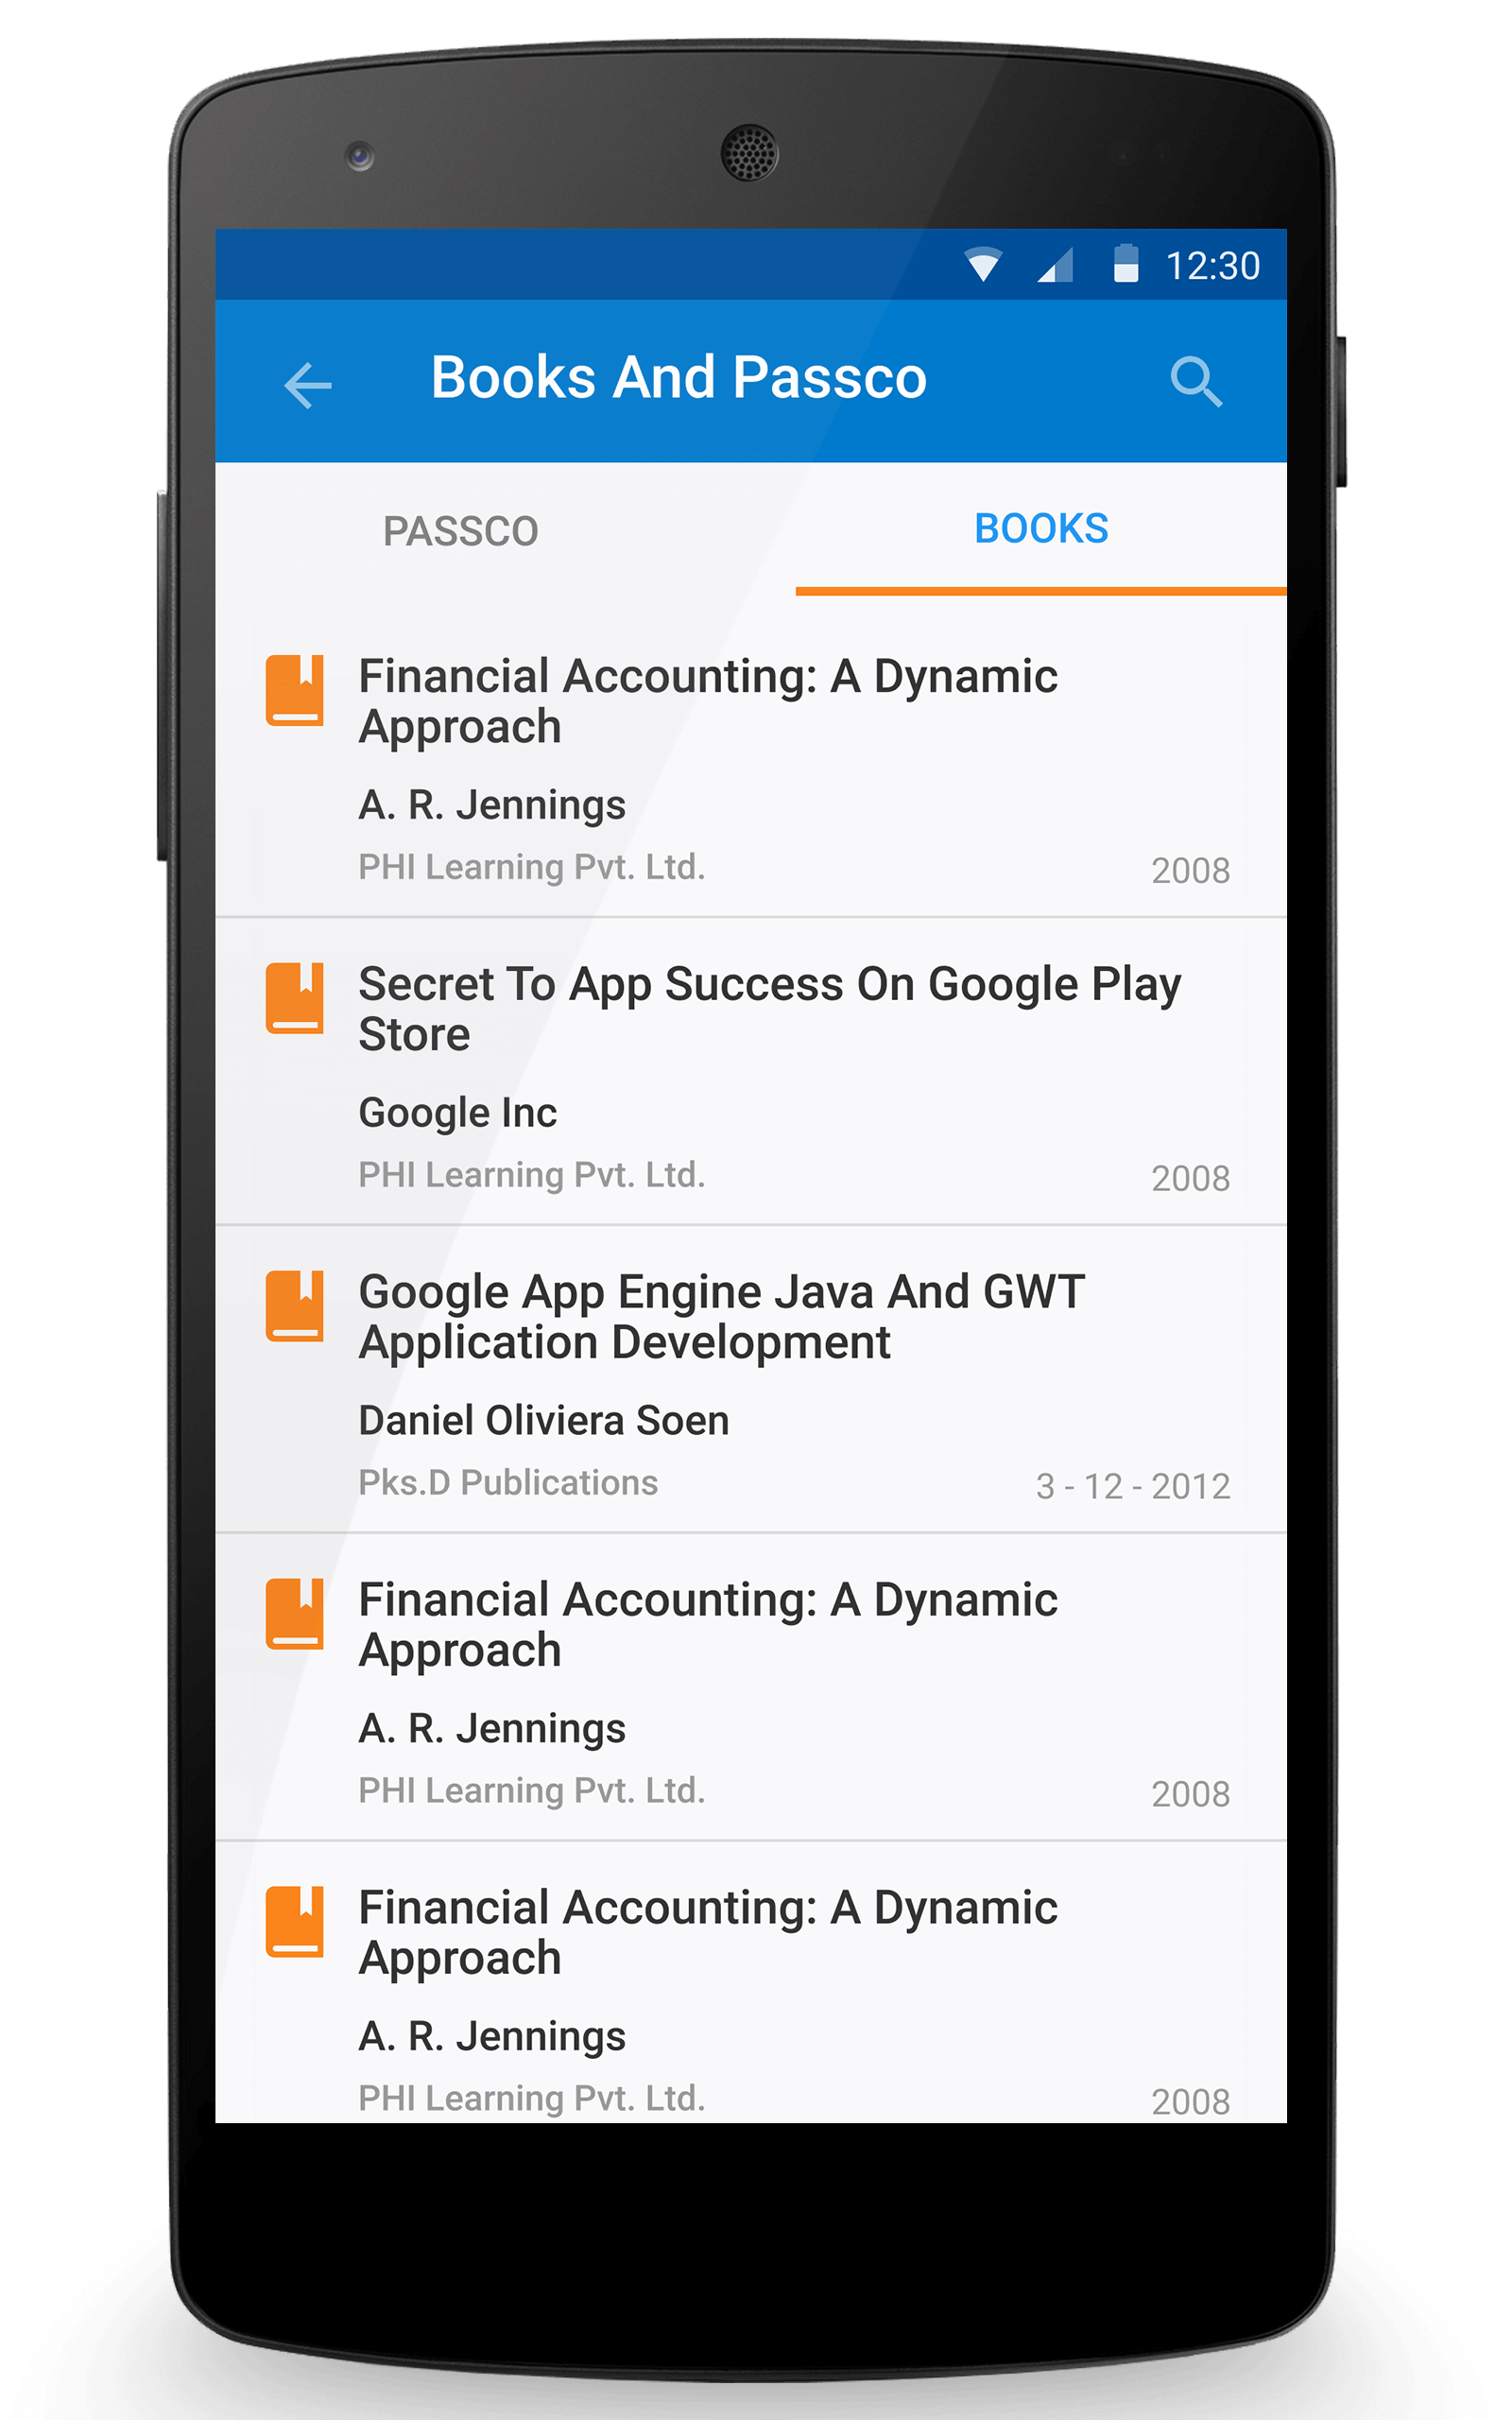 12:30
Books And Passco
PASSCO
BOOKS
Financial Accounting: A Dynamic
Approach
A. R. Jennings
PHI Learning Pvt. Ltd.
2008
Secret To App Success On Google Play
Store
Google Inc
PHI Learning Pvt. Ltd.
2008
Google App Engine Java And GWT
Application Development
Daniel Oliviera Soen
Pks.D Publications
3 - 12 - 2012
Financial Accounting: A Dynamic
Approach
A. R. Jennings
PHI Learning Pvt. Ltd.
2008
Financial Accounting: A Dynamic
Approach
A. R. Jennings
PHI Learning Pvt. Ltd.
2008